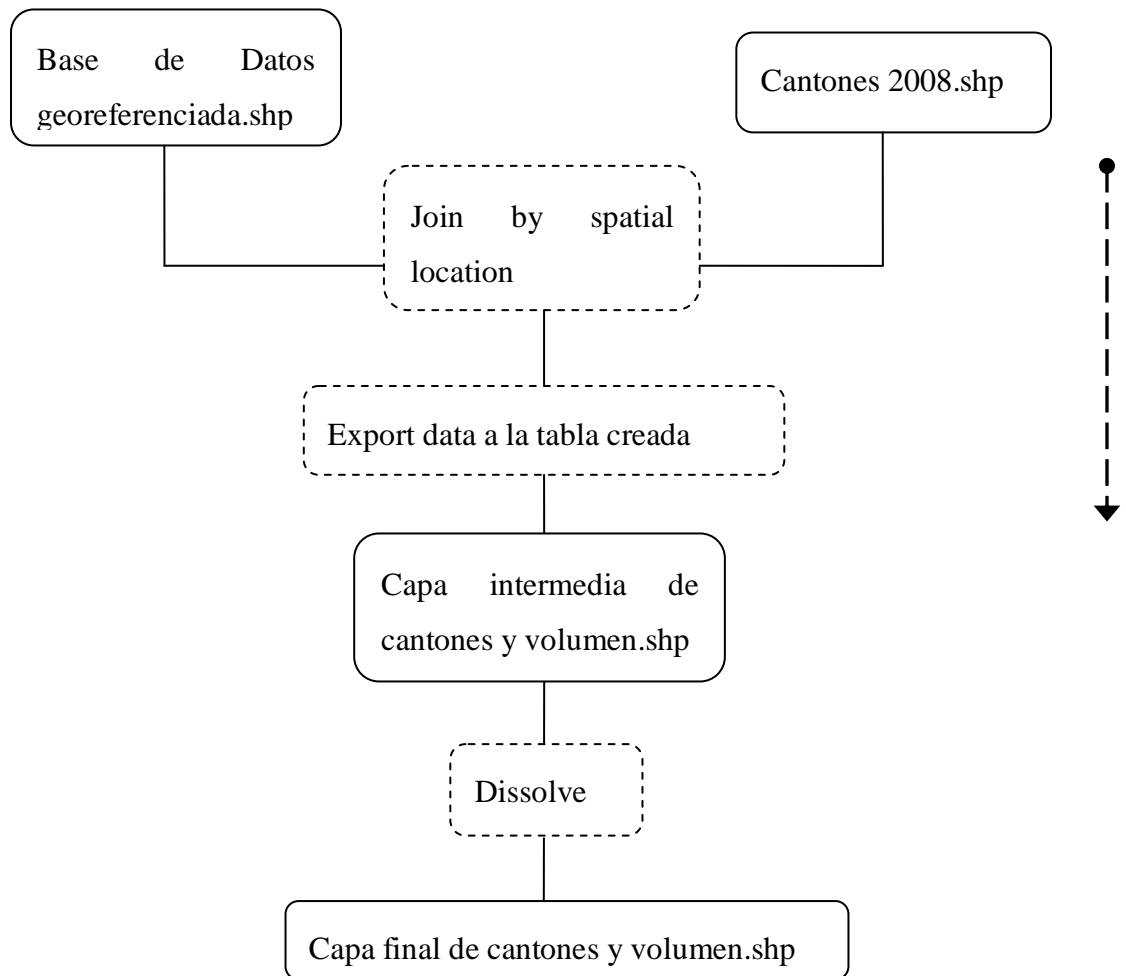 Base de Datos
georeferenciada.shp
Cantones 2008.shp
Join by spatial
location
Export data a la tabla creada
Capa intermedia de
cantones y volumen.shp
Dissolve
Capa final de cantones y volumen.shp